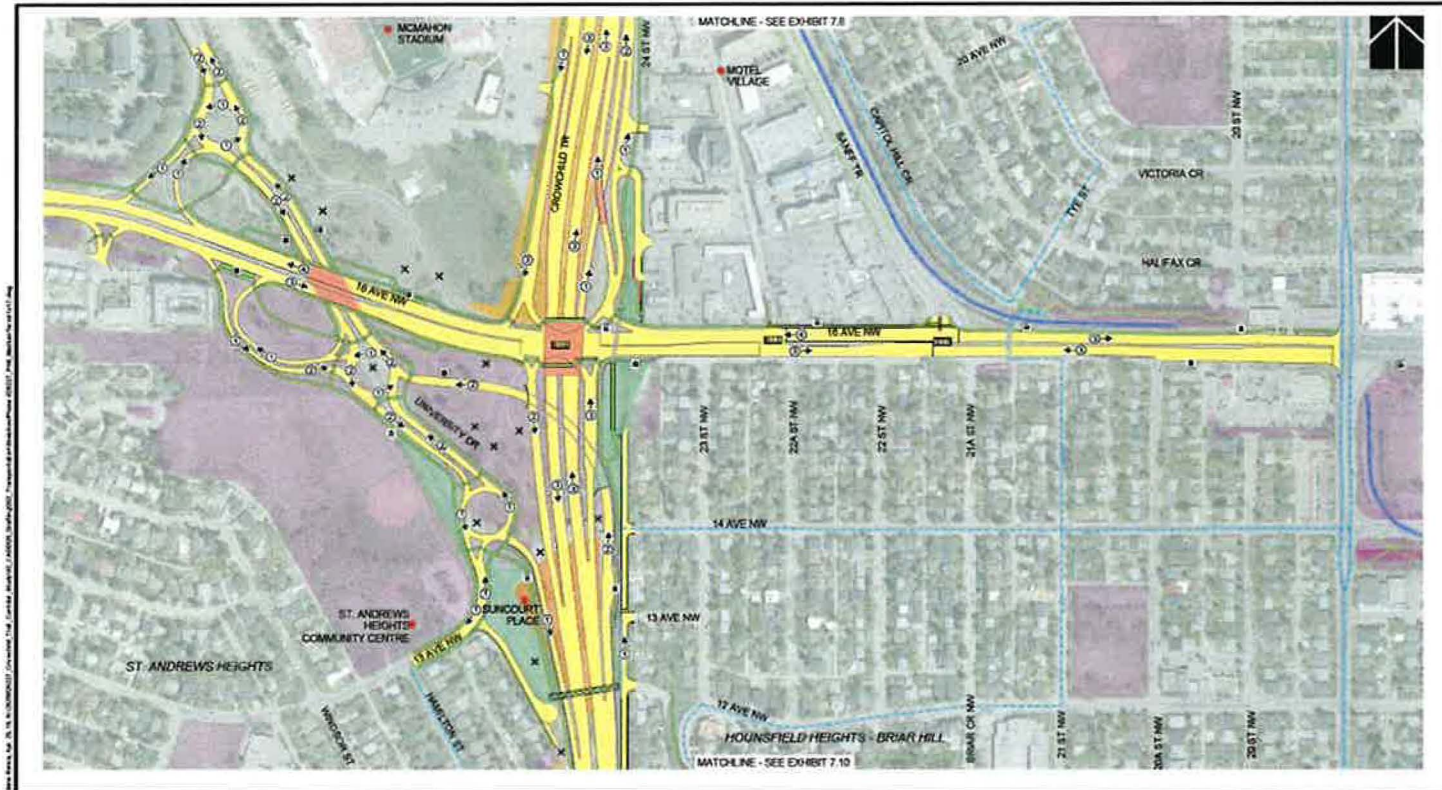 MATCHLINE - SEE EXHIBIT 7.8
MCMAHON
STADIUM
24 ST NW
MOTEL
VILLAGE
20 AVE NW
CAPITOL HILL CR
BANFF TR
20 ST NW
VICTORIA CR
TYE ST
HALIFAX CR
CROWCHILD TR
16 AVE NW
16 AVE NW
UNIVERSITY DR
23 ST NW
22A ST NW
22 ST NW
21A ST NW
14 AVE NW
SUNCOURT
PLACE
13 AVE NW
ST. ANDREWS
HEIGHTS
COMMUNITY CENTRE
13 AVE NW
ST. ANDREWS HEIGHTS
WINDSOR ST
HAMILTON ST
12 AVE NW
HOUNSFIELD HEIGHTS - BRIAR HILL
BRIAR CR NW
21 ST NW
20A ST NW
20 ST NW
MATCHLINE - SEE EXHIBIT 7.10